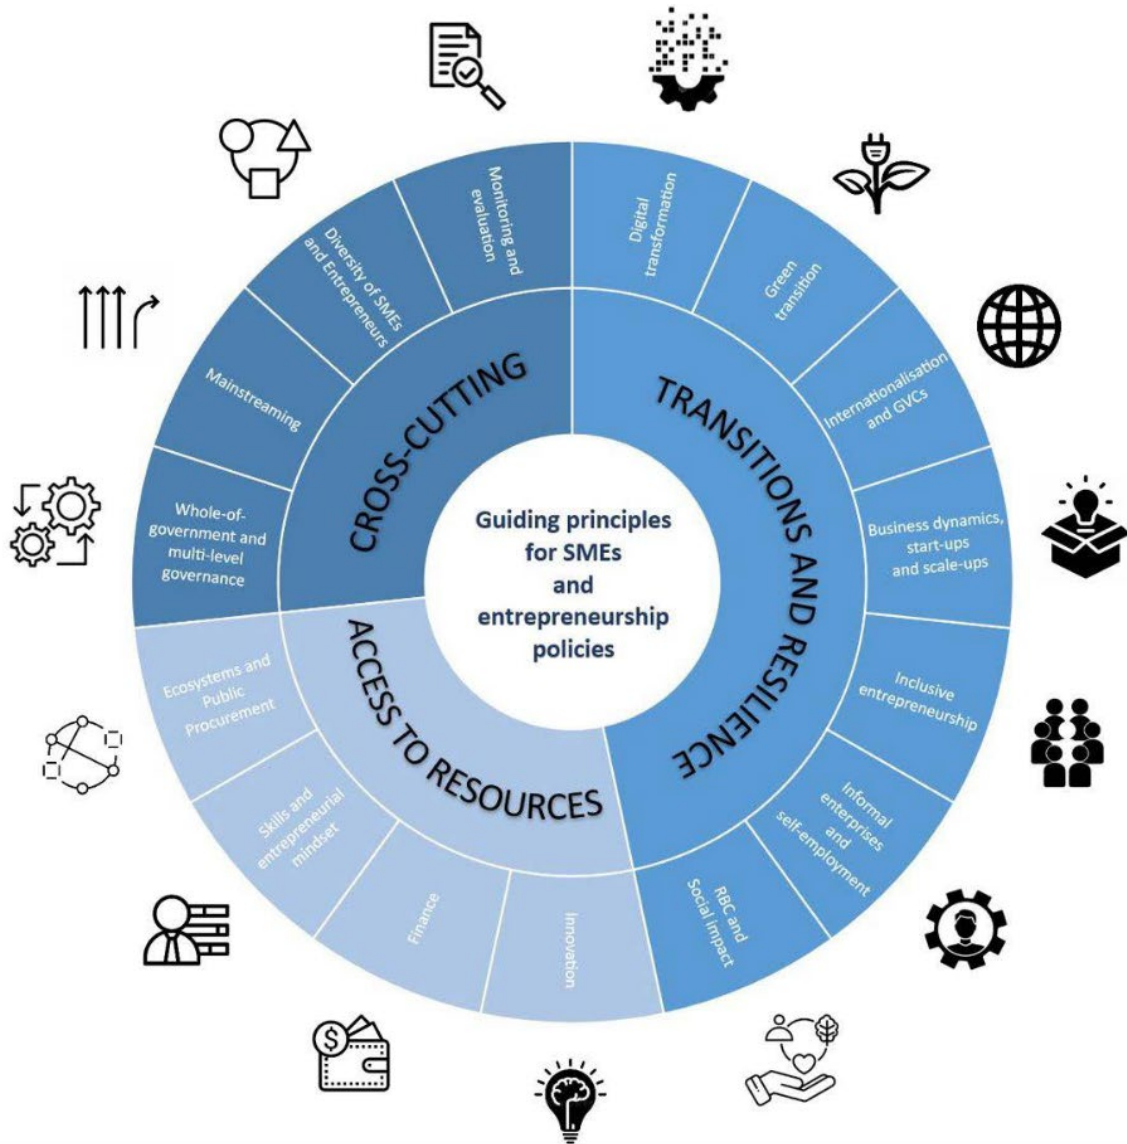 Guiding principles
for SMEs
and
entrepreneurship
policies
CROSS-CUTTING
Whole-of-
government and
multi-level
governance
Mainstreaming
Diversity of SMEs
and Entrepreneurs
Monitoring and
evaluation
TRANSITIONS AND RESILIENCE
Digital
transformation
Green
transition
Internationalisation
and GVCs
Business dynamics,
start-ups
and scale-ups
Inclusive
entrepreneurship
Informal
enterprises
and
self-employment
RBC and
Social impact
ACCESS TO RESOURCES
Innovation
Finance
Skills and
entrepreneurial
mindset
Ecosystems and
Public
Procurement
$